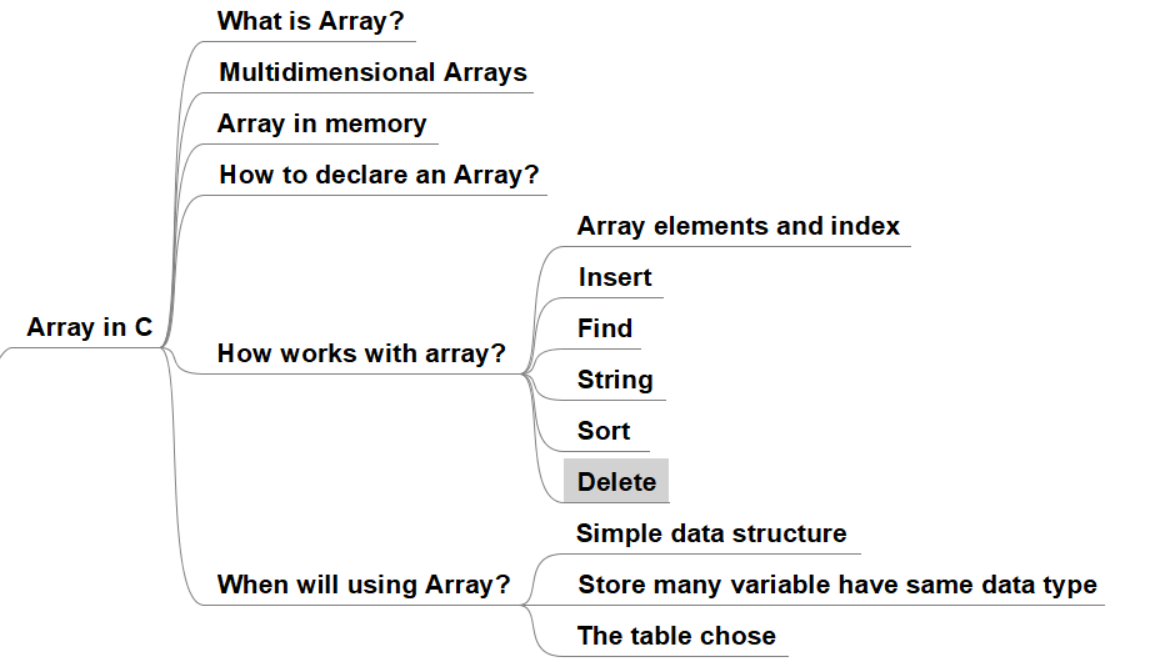 What is Array?
Multidimensional Arrays
Array in memory
How to declare an Array?
Array elements and index
Insert
Find
Array in C
How works with array?
String
Sort
Delete
Simple data structure
When will using Array?
Store many variable have same data type
The table chose